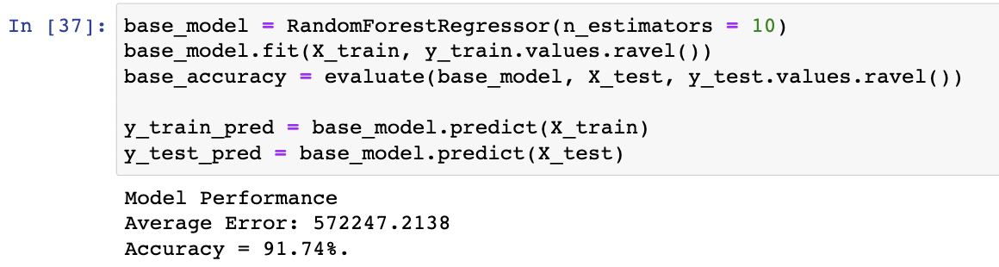 In [37]: base_model = RandomForestRegressor(n_estimators = 10)
base_model.fit(X_train, y_train.values.ravel())
base_accuracy = evaluate(base_model, X_test, y_test.values.ravel())
y_train_pred = base_model.predict(X_train)
y_test_pred = base_model.predict(X_test)
Model Performance
Average Error: 572247.2138
Accuracy = 91.74%.